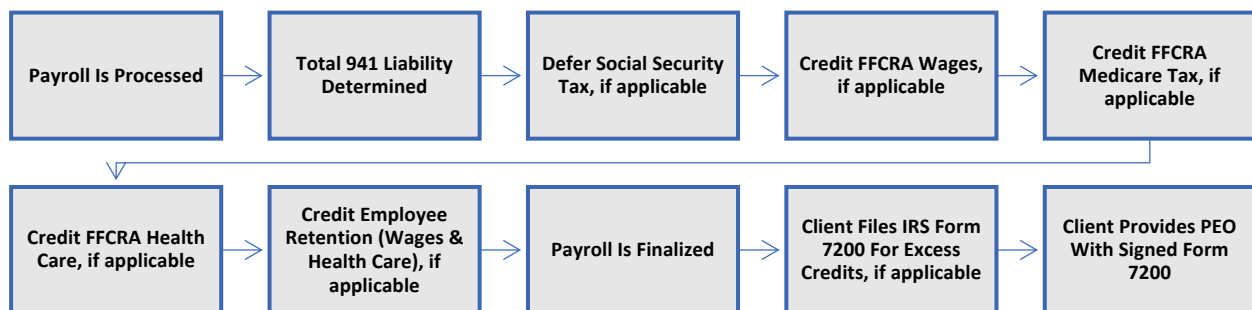 Payroll Is Processed
Total 941 Liability
Determined
Defer Social Security
Tax, if applicable
Credit FFCRA Wages,
if applicable
Credit FFCRA
Medicare Tax, if
applicable
Credit FFCRA Health
Care, if applicable
Credit Employee
Retention (Wages &
Health Care), if
applicable
Payroll Is Finalized
Client Files IRS Form
7200 For Excess
Credits, if applicable
Client Provides PEO
With Signed Form
7200